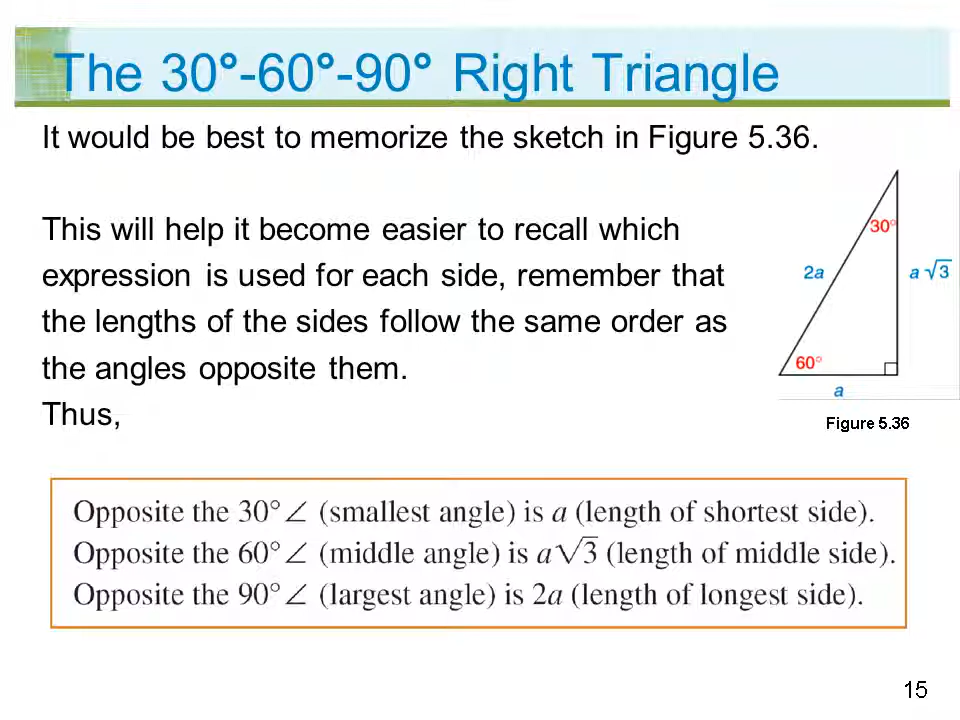 The 30°-60°-90° Right Triangle
It would be best to memorize the sketch in Figure 5.36.
This will help it become easier to recall which
expression is used for each side, remember that
the lengths of the sides follow the same order as
the angles opposite them.
Thus,
30°
2a
a √3
60°
a
Figure 5.36
Opposite the 30° ∠ (smallest angle) is a (length of shortest side).
Opposite the 60° ∠ (middle angle) is a√3 (length of middle side).
Opposite the 90° ∠ (largest angle) is 2a (length of longest side).
15